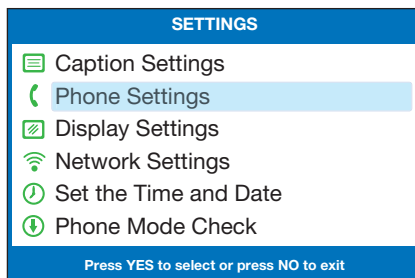 SETTINGS
Caption Settings
Phone Settings
Display Settings
Network Settings
Set the Time and Date
Phone Mode Check
Press YES to select or press NO to exit